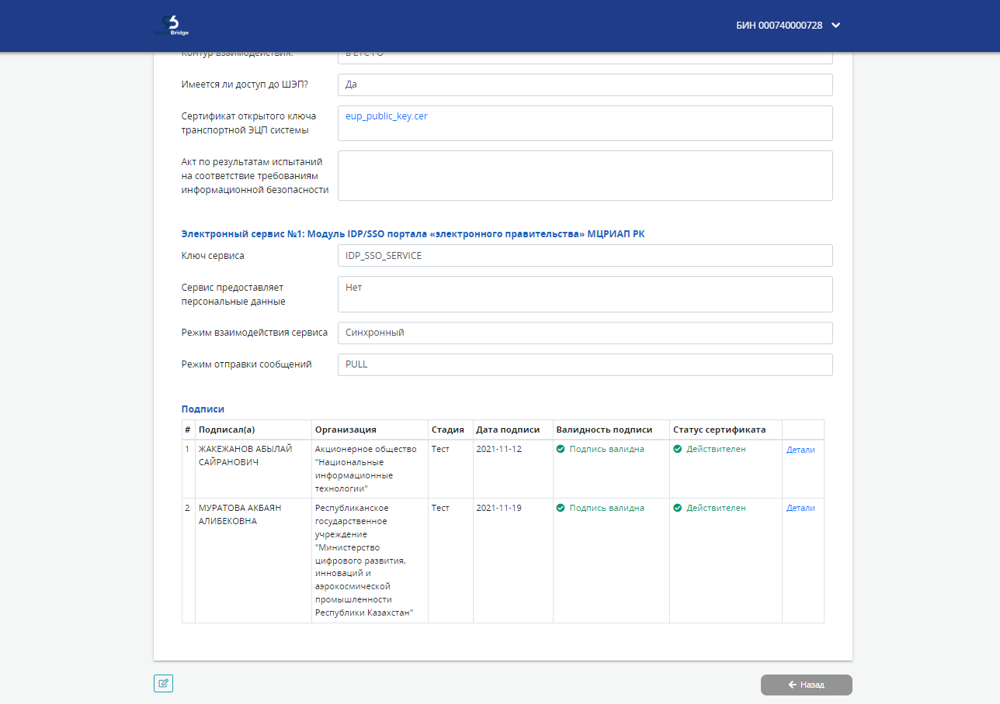 Bridge
БИН 000740000728
Контур взаимодействия:
В ЕТС ГО
Имеется ли доступ до ШЭП?
Да
Сертификат открытого ключа
транспортной ЭЦП системы
eup_public_key.cer
Акт по результатам испытаний
на соответствие требованиям
информационной безопасности
Электронный сервис №1: Модуль IDP/SSO портала «электронного правительства» МЦРИАП РК
Ключ сервиса
IDP_SSO_SERVICE
Сервис предоставляет
персональные данные
Нет
Режим взаимодействия сервиса
Синхронный
Режим отправки сообщений
PULL
Подписи
# Подписал(а) Организация Стадия Дата подписи Валидность подписи Статус сертификата
1 ЖАКЕЖАНОВ АБЫЛАЙ
САЙРАНОВИЧ
Акционерное общество
"Национальные
информационные
технологии"
Тест
2021-11-12
Подпись валидна
Действителен
Детали
2 МУРАТОВА АКБАЯН
АЛИБЕКОВНА
Республиканское
государственное
учреждение
"Министерство
цифрового развития,
инноваций и
аэрокосмической
промышленности
Республики Казахстан"
Тест
2021-11-19
Подпись валидна
Действителен
Детали
Назад